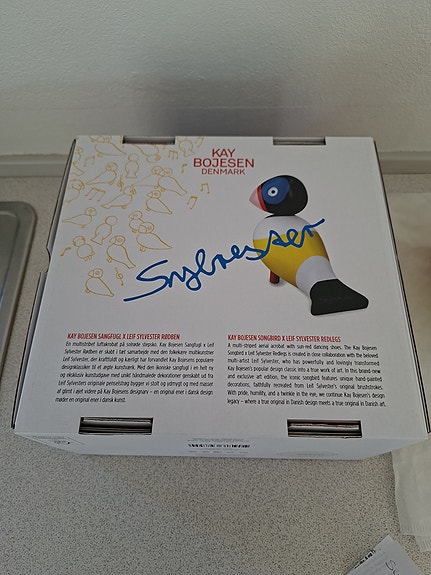 KAY
BOJESEN
DENMARK
Sylvester
KAY BOJESEN SANGFUGL X LEIF SYLVESTER RØDBEN
En multistribet luftakrobat på solrøde stepsko. Kay Bojesen Sangfugl x Leif
Sylvester Rødben er skabt i tæt samarbejde med den folkekære multikunstner
Leif Sylvester, der kraftfuldt og kærligt har forvandlet Kay Bojesens populære
designklassiker til et ægte kunstværk. Med den ikoniske sangfugl i en helt ny
og eksklusiv kunstudgave med unikt håndmalede dekorationer genskabt ud fra
Leif Sylvesters originale penselstrøg bygger vi stolt og ydmygt og med masser
af glimt i øjet videre på Kay Bojesens designarv – en original ener i dansk design
møder en original ener i dansk kunst.
KAY BOJESEN SONGBIRD X LEIF SYLVESTER REDLEGS
A multi-striped aerial acrobat with sun-red dancing shoes. The Kay Bojesen
Songbird x Leif Sylvester Redlegs is created in close collaboration with the beloved
multi-artist Leif Sylvester, who has powerfully and lovingly transformed
Kay Bojesen's popular design classic into a true work of art. In this brand-new
and exclusive art edition, the iconic songbird features unique hand-painted
decorations, faithfully recreated from Leif Sylvester's original brushstrokes.
With pride, humility, and a twinkle in the eye, we continue Kay Bojesen's design
legacy – where a true original in Danish design meets a true original in Danish art.